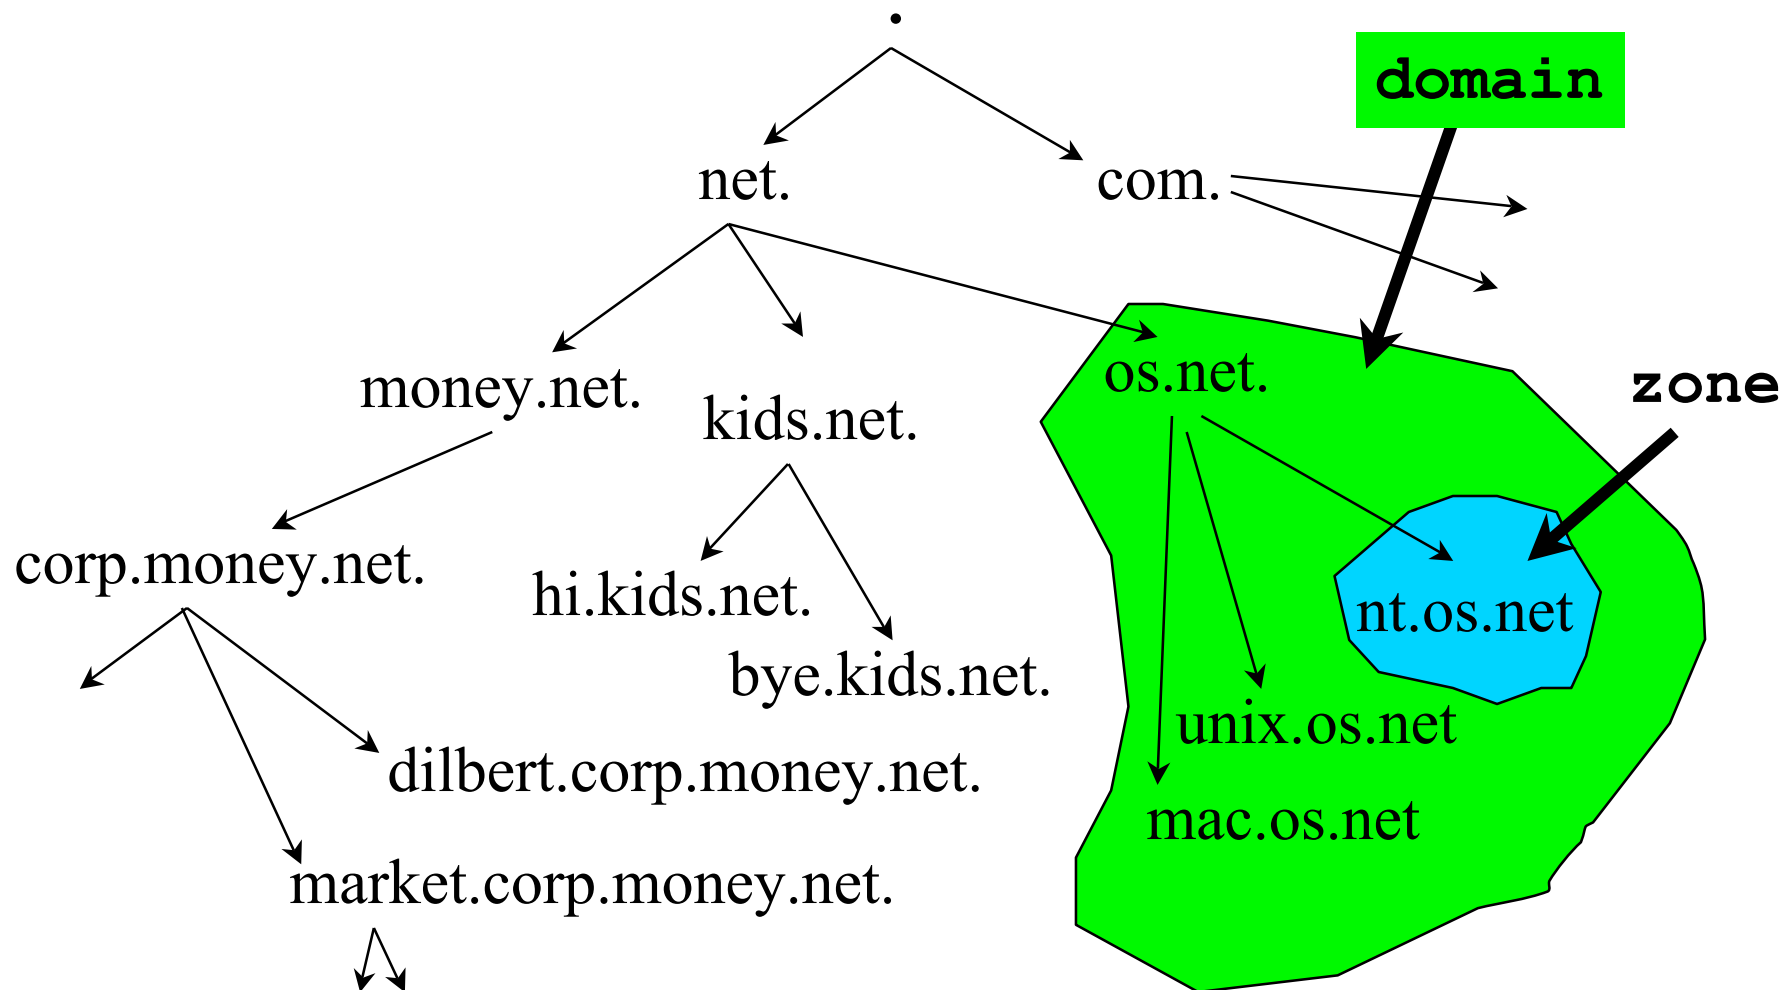 .
domain
net.
com.
os.net.
zone
money.net.
kids.net.
corp.money.net.
hi.kids.net.
nt.os.net
bye.kids.net.
unix.os.net
dilbert.corp.money.net.
mac.os.net
market.corp.money.net.